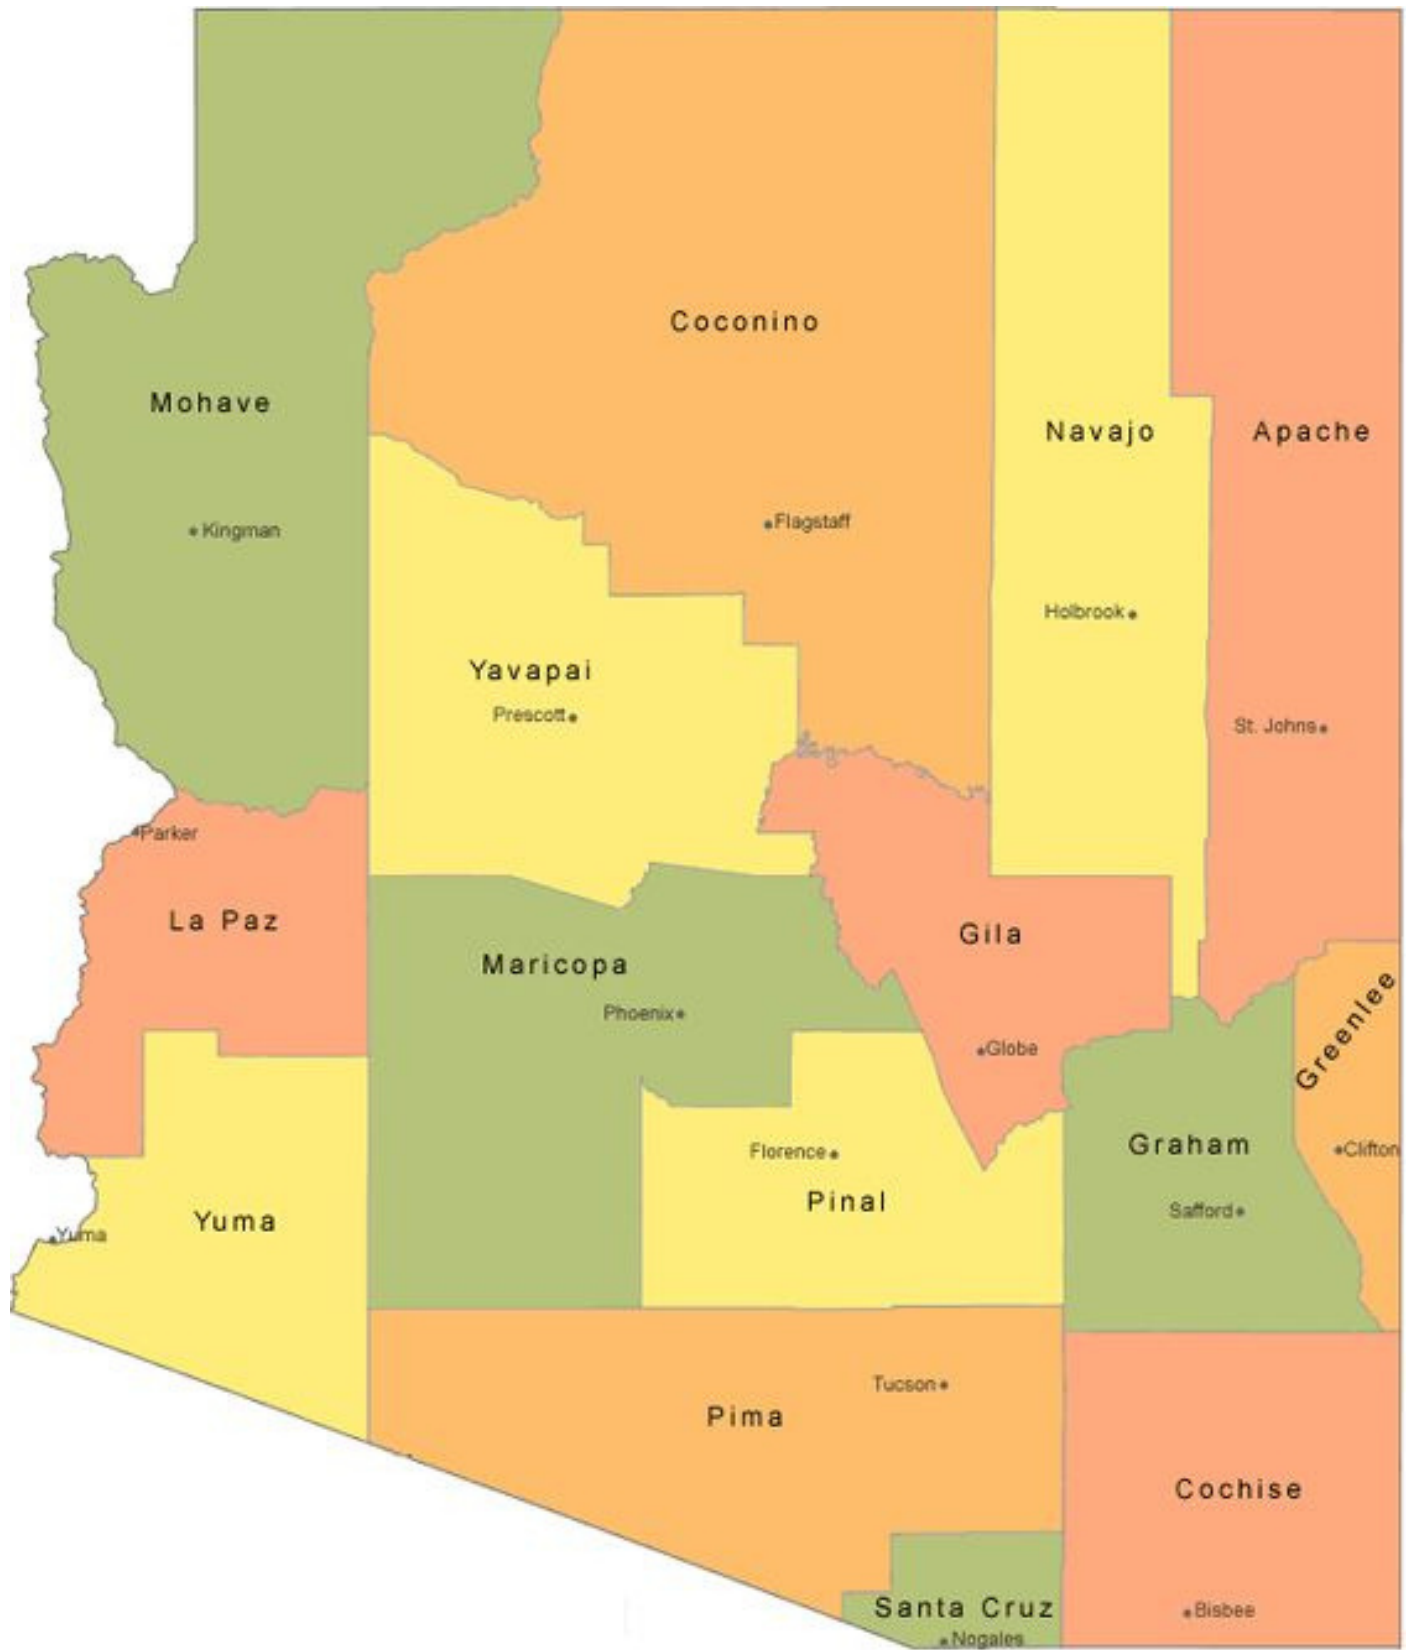 Coconino
Mohave
Navajo
Apache
Flagstaff
Kingman
Holbrook
Yavapai
Prescott
St. Johns
Parker
La Paz
Gila
Maricopa
Phoenix
Greenlee
Globe
Graham
Florence
Clifton
Pinal
Safford
Yuma
Yuma
Tucson
Pima
Cochise
Santa Cruz
Bisbee
Nogales